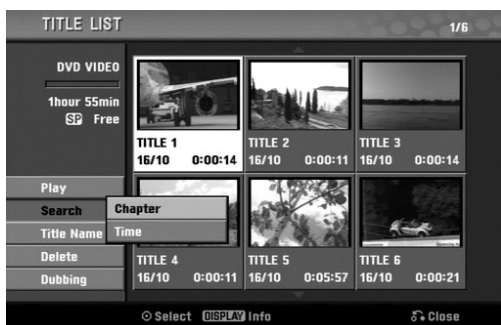 TITLE LIST
1/6
DVD VIDEO
1hour 55min
SP Free
TITLE 1
16/10 0:00:14
TITLE 2
16/10 0:00:11
TITLE 3
16/10 0:00:14
Play
Search
Title Name
Delete
Dubbing
Chapter
Time
TITLE 4
16/10 0:00:11
TITLE 5
16/10 0:05:57
TITLE 6
16/10 0:00:21
Select DISPLAY Info
Close